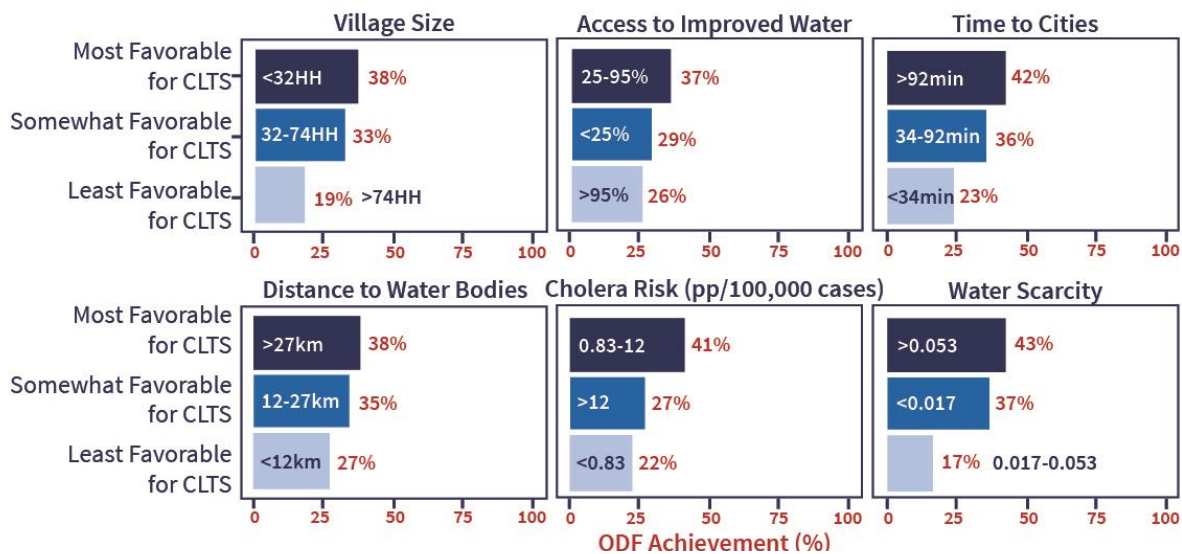 Village Size
Access to Improved Water
Time to Cities
Most Favorable
for CLTS
<32HH 38%
25-95% 37%
>92min 42%
Somewhat Favorable
for CLTS
32-74HH 33%
<25% 29%
34-92min 36%
Least Favorable
for CLTS
19% >74HH
>95% 26%
<34min 23%
0 25 50 75 100
0 25 50 75 100
0 25 50 75 100
Distance to Water Bodies
Cholera Risk (pp/100,000 cases)
Water Scarcity
Most Favorable
for CLTS
>27km 38%
0.83-12 41%
>0.053 43%
Somewhat Favorable
for CLTS
12-27km 35%
>12 27%
<0.017 37%
Least Favorable
for CLTS
<12km 27%
<0.83 22%
17% 0.017-0.053
0 25 50 75 100
0 25 50 75 100
0 25 50 75 100
ODF Achievement (%)